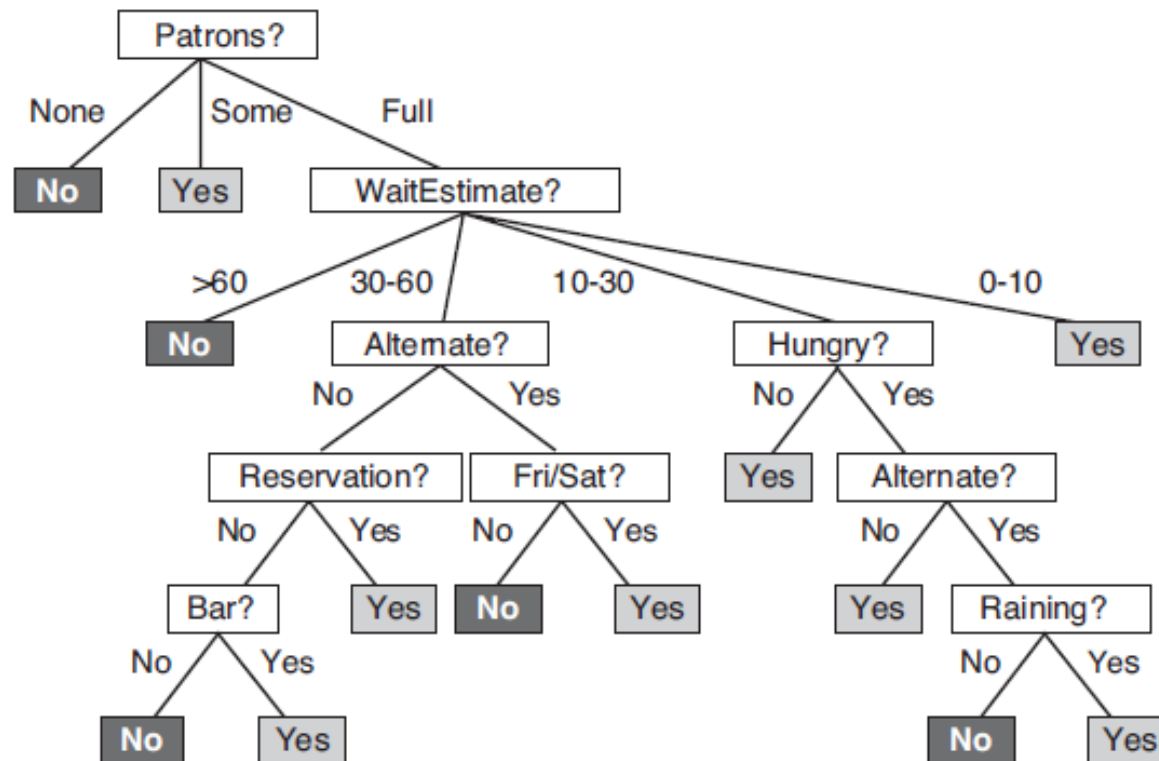 Patrons?
None Some Full
No Yes WaitEstimate?
>60 30-60 10-30 0-10
No Alternate? Hungry? Yes
No Yes No Yes
Reservation? Fri/Sat? Yes Alternate?
No Yes No Yes No Yes
Bar? Yes No Yes Yes Raining?
No Yes No Yes
No Yes No Yes